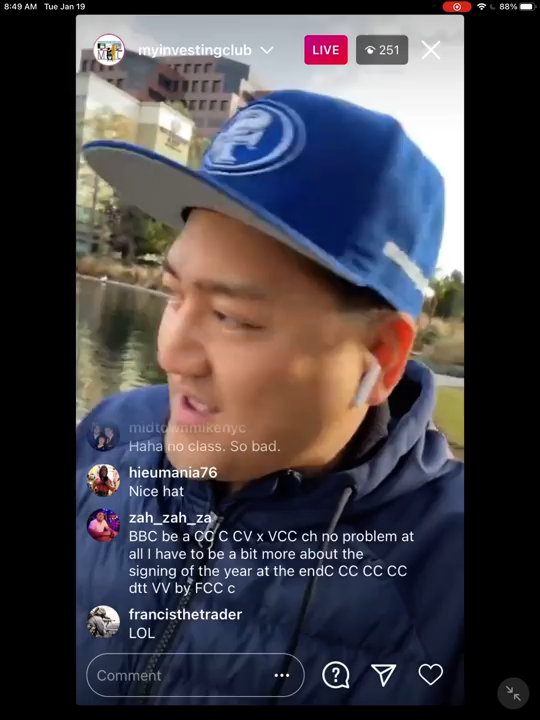 8:49 AM Tue Jan 19
88%
myinvestingclub
LIVE
251
midtownmikenyc
Haha no class. So bad.
hieumania76
Nice hat
zah_zah_za
BBC be a CC C CV x VCC ch no problem at
all I have to be a bit more about the
signing of the year at the endC CC CC CC
dtt VV by FCC c
francisthetrader
LOL
Comment